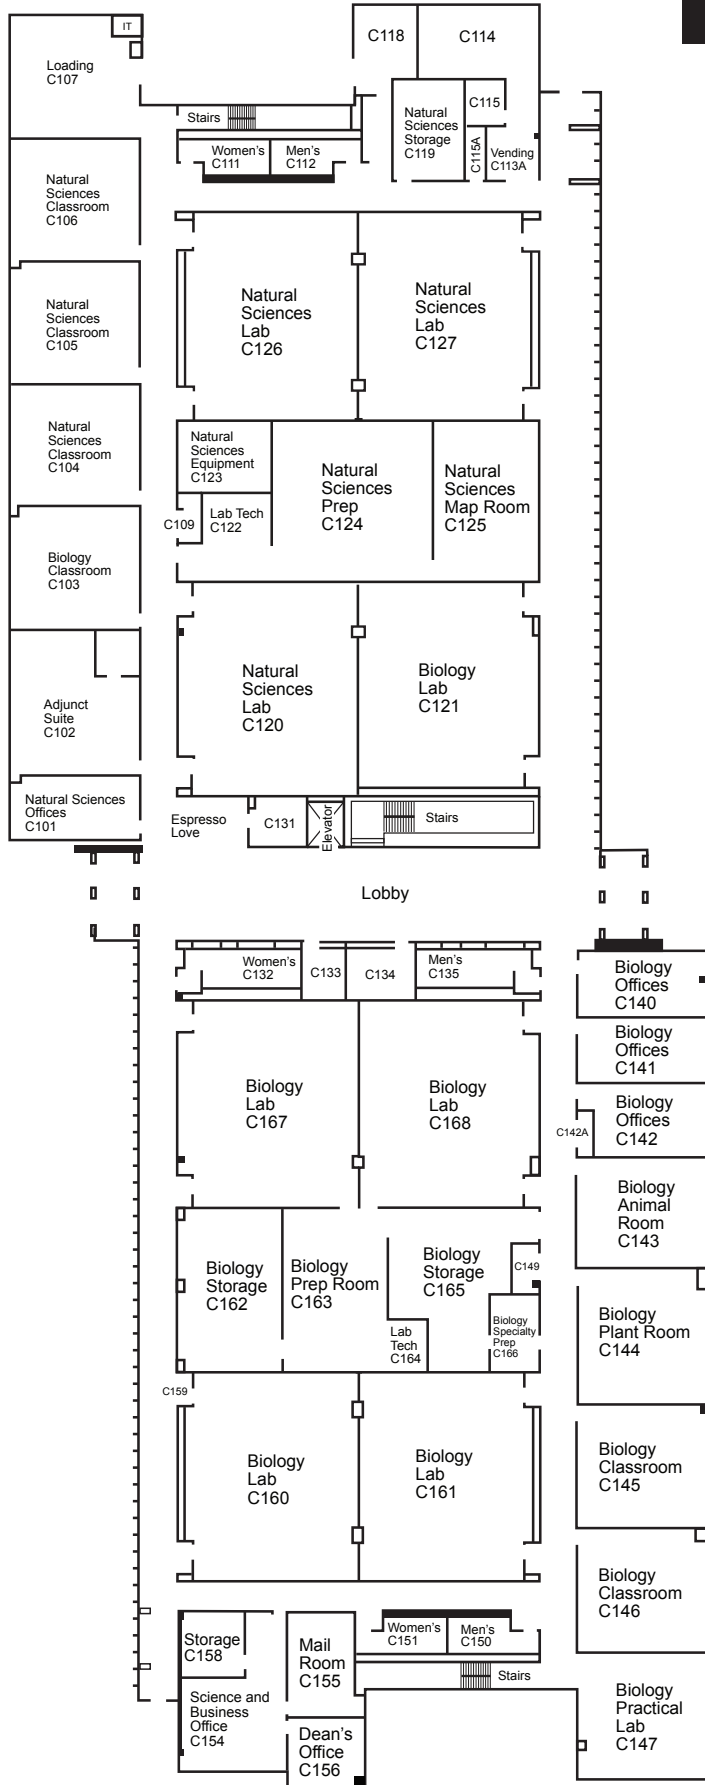 IT
Loading
C107
C118
C114
Stairs
Natural
Sciences
Storage
C119
C115
C115A
Vending
C113A
Women's
C111
Men's
C112
Natural
Sciences
Classroom
C106
Natural
Sciences
Lab
C126
Natural
Sciences
Lab
C127
Natural
Sciences
Classroom
C105
Natural
Sciences
Classroom
C104
Natural
Sciences
Equipment
C123
Natural
Sciences
Prep
C124
Natural
Sciences
Map Room
C125
C109
Lab Tech
C122
Biology
Classroom
C103
Natural
Sciences
Lab
C120
Biology
Lab
C121
Adjunct
Suite
C102
Natural Sciences
Offices
C101
Espresso
Love
C131
Elevator
Stairs
Lobby
Women's
C132
C133
C134
Men's
C135
Biology
Offices
C140
Biology
Offices
C141
Biology
Lab
C167
Biology
Lab
C168
C142A
Biology
Offices
C142
Biology
Animal
Room
C143
Biology
Storage
C162
Biology
Prep Room
C163
Biology
Storage
C165
C149
Lab
Tech
C164
Biology
Specialty
Prep
C166
Biology
Plant Room
C144
C159
Biology
Lab
C160
Biology
Lab
C161
Biology
Classroom
C145
Biology
Classroom
C146
Storage
C158
Mail
Room
C155
Women's
C151
Men's
C150
Stairs
Science and
Business
Office
C154
Dean's
Office
C156
Biology
Practical
Lab
C147